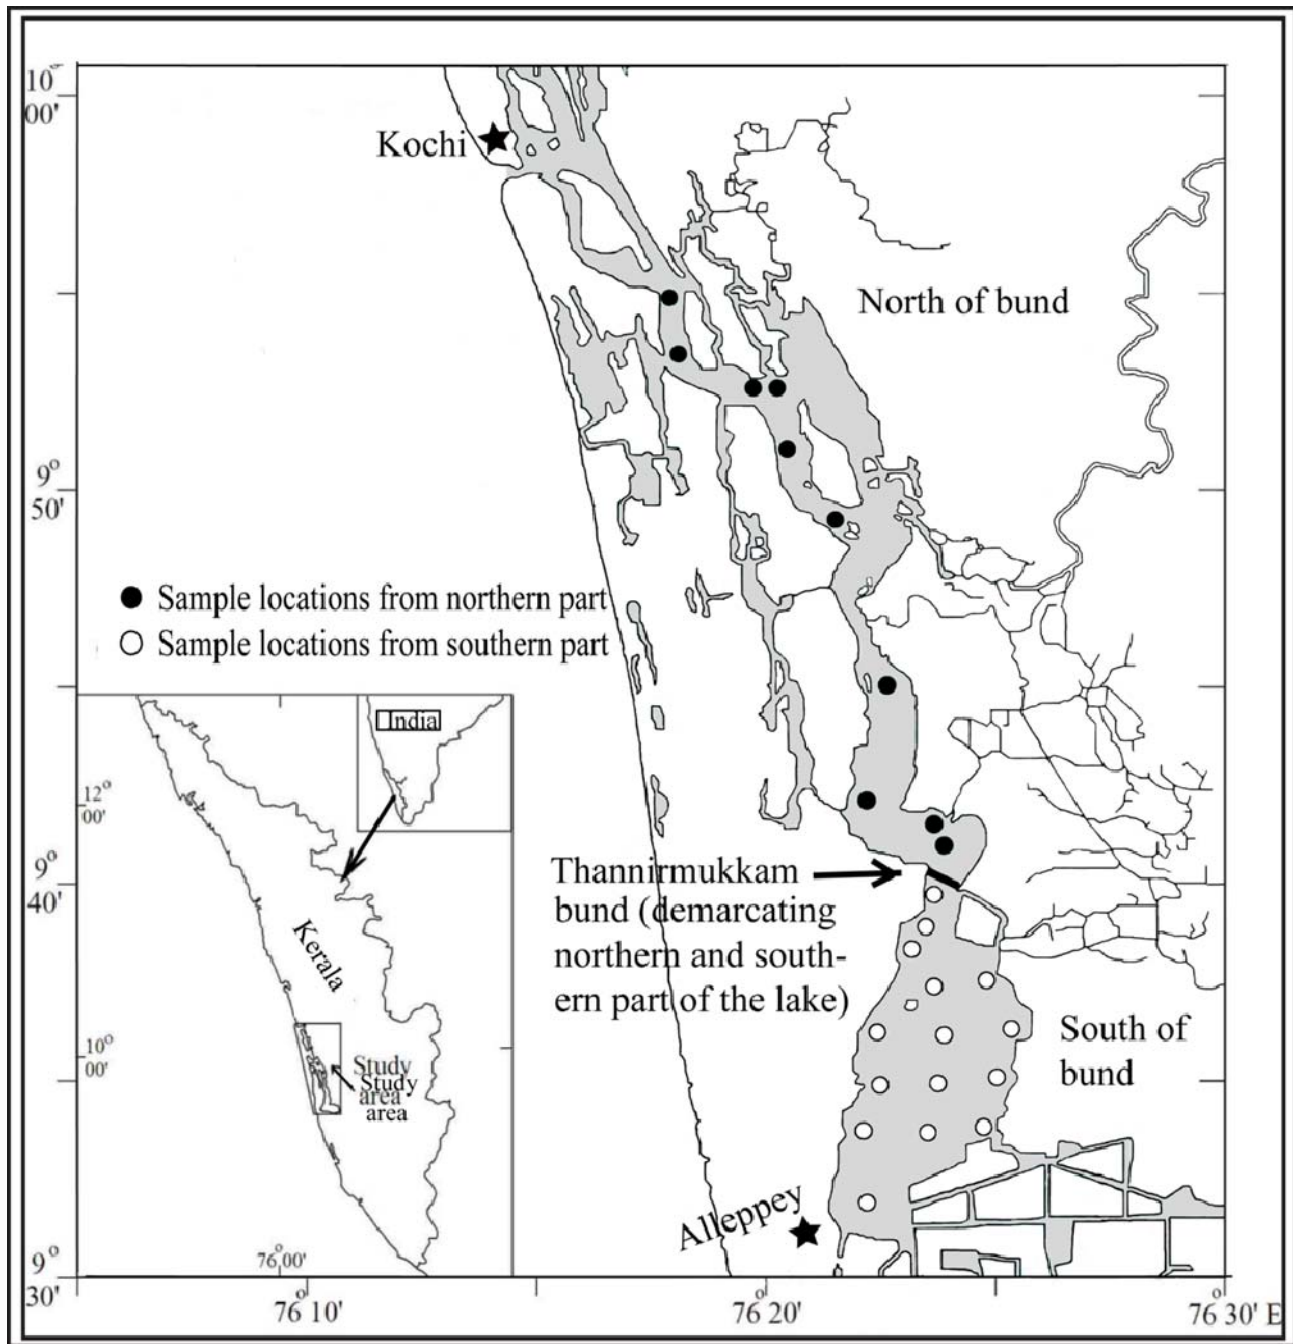 10°
00'
Kochi
North of bund
9°
50'
Sample locations from northern part
Sample locations from southern part
India
12°
00'
Thannirmukkam
bund (demarcating
northern and south-
ern part of the lake)
9°
40'
Kerala
South of
bund
10°
00'
Study
area
Study
area
Alleppey
76°00'
9°
30'
76°10'
76°20'
76°30' E